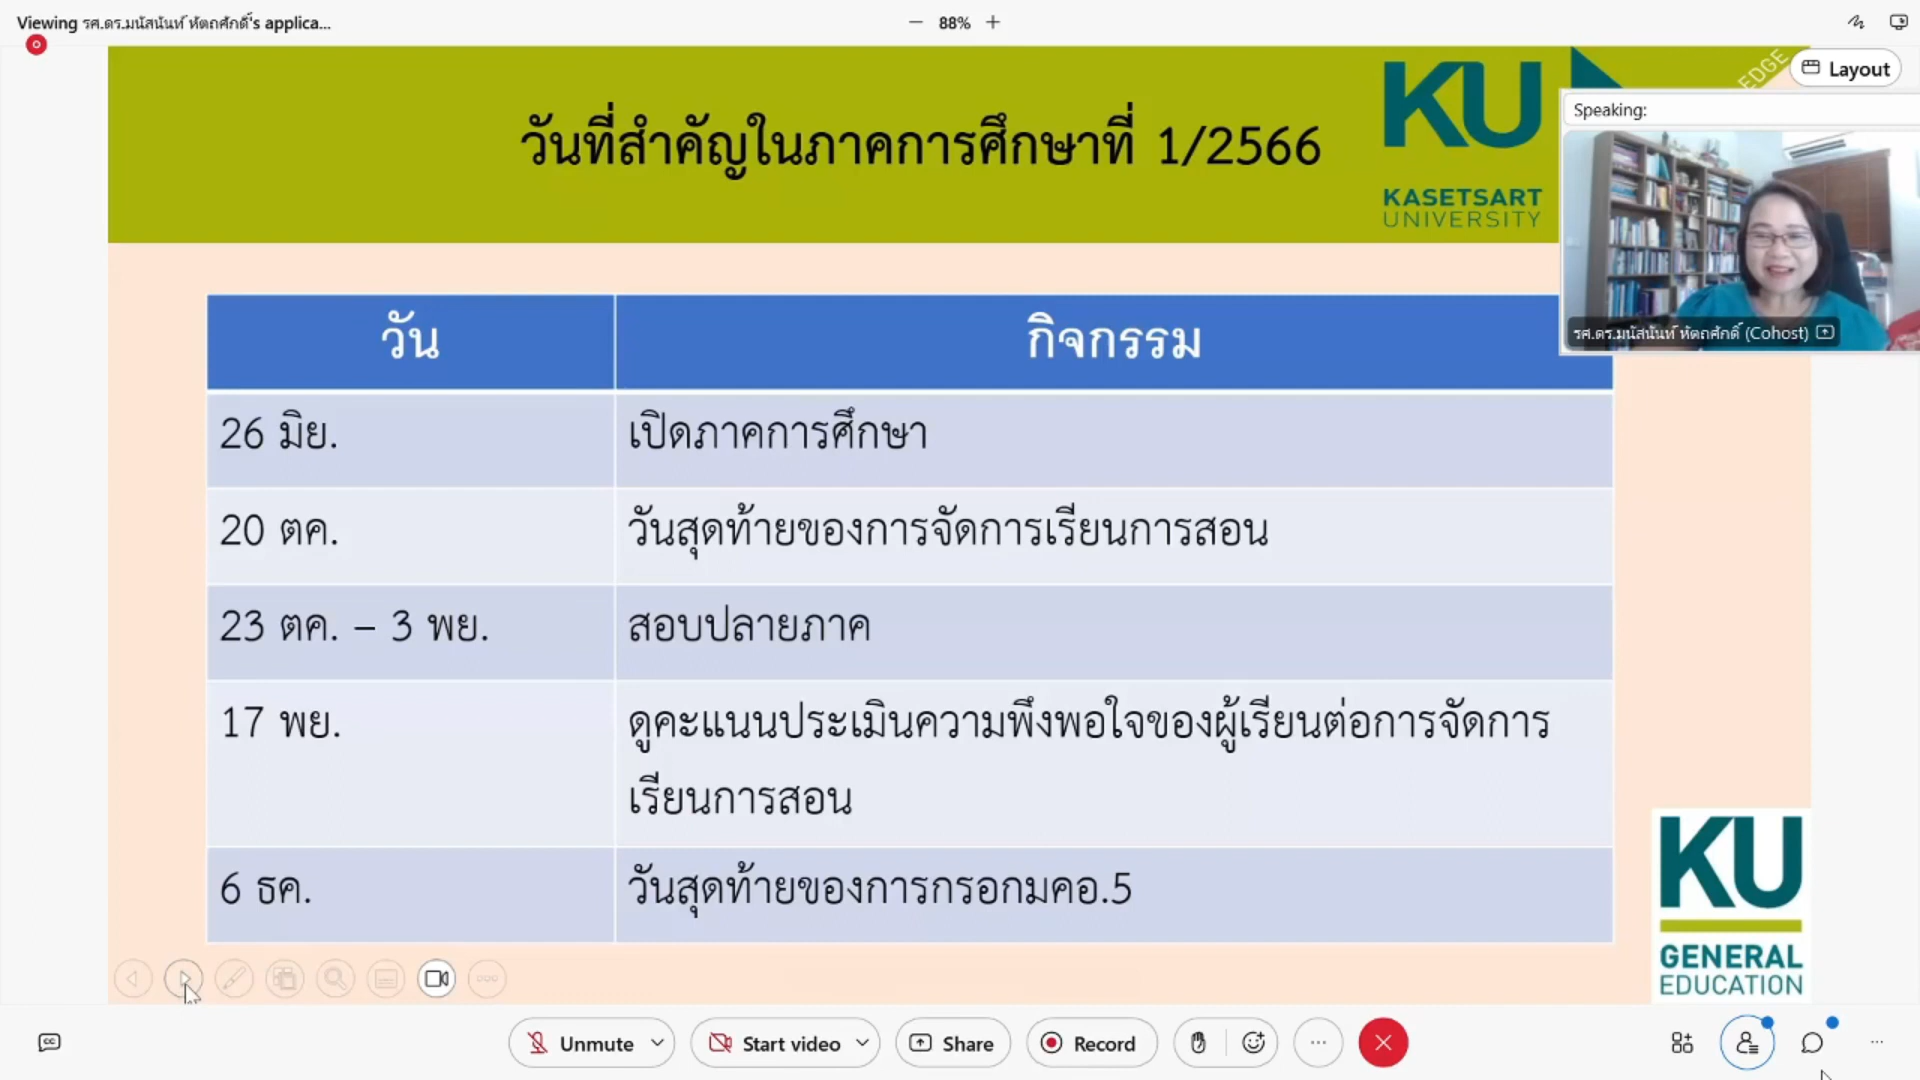 Viewing รศ.ดร.มนัสนันท์ หัตถศักดิ์'s applica...
88%
Layout
EDGE
วันที่สำคัญในภาคการศึกษาที่ 1/2566
KU
KASETSART
UNIVERSITY
Speaking:
รศ.ดร.มนัสนันท์ หัตถศักดิ์ (Cohost)
วัน กิจกรรม
26 มิย. เปิดภาคการศึกษา
20 ตค. วันสุดท้ายของการจัดการเรียนการสอน
23 ตค. – 3 พย. สอบปลายภาค
17 พย. ดูคะแนนประเมินความพึงพอใจของผู้เรียนต่อการจัดการ
เรียนการสอน
6 ธค. วันสุดท้ายของการกรอกมคอ.5
KU
GENERAL
EDUCATION
CC
Unmute
Start video
Share
Record